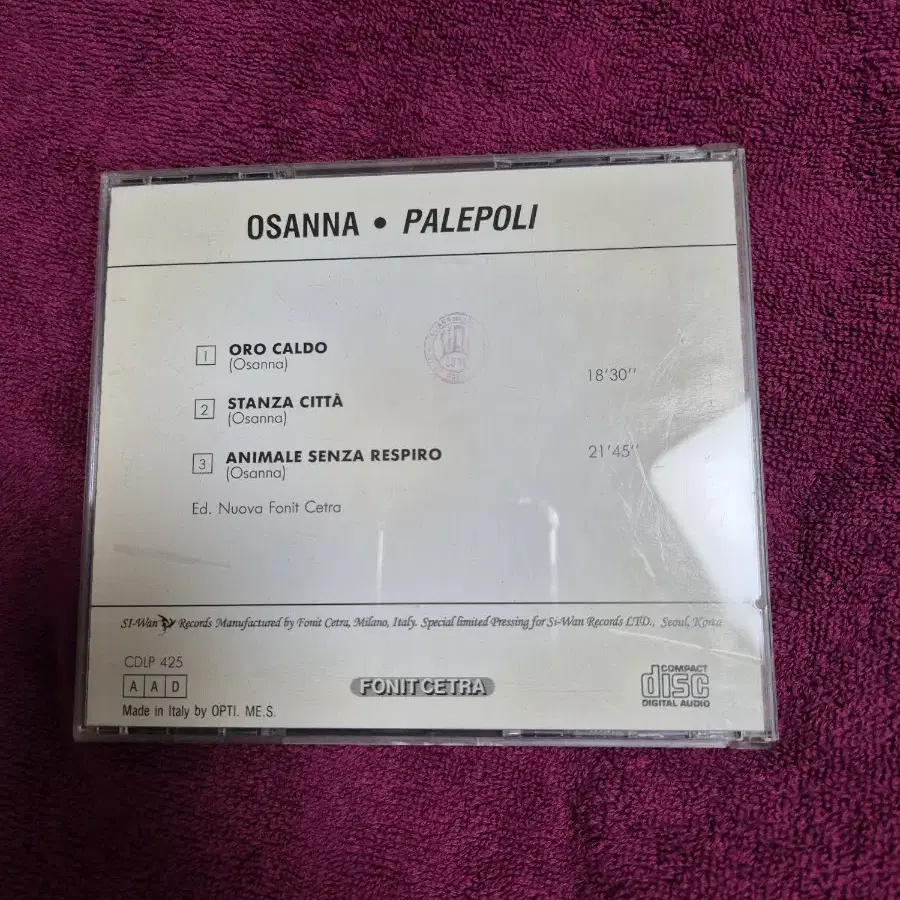 OSANNA • PALEPOLI
1 ORO CALDO
(Osanna)
18'30''
2 STANZA CITTÀ
(Osanna)
3 ANIMALE SENZA RESPIRO
21'45''
(Osanna)
Ed. Nuova Fonit Cetra
SI-Wan Records Manufactured by Fonit Cetra, Milano, Italy. Special limited Pressing for Si-Wan Records LTD., Seoul, Korea
CDLP 425
A A D
FONIT CETRA
COMPACT
disc
DIGITAL AUDIO
Made in Italy by OPTI. ME.S.